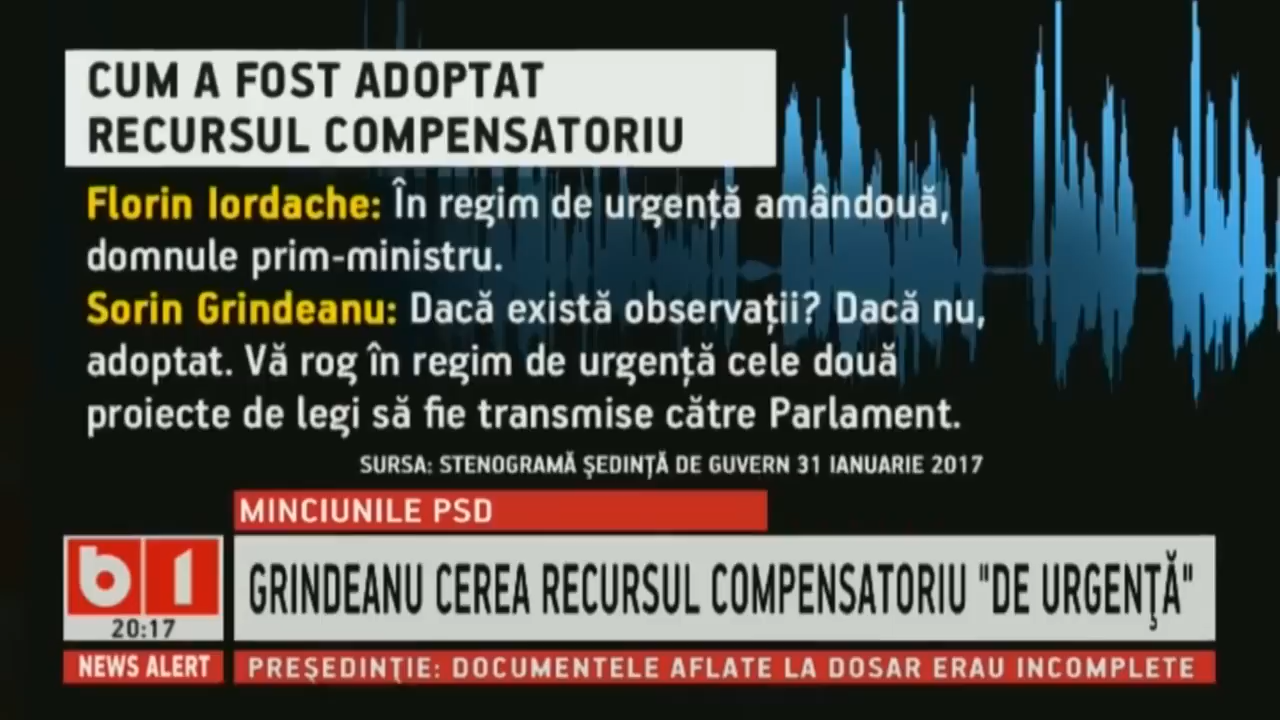 CUM A FOST ADOPTAT
RECURSUL COMPENSATORIU
Florin Iordache: În regim de urgență amândouă,
domnule prim-ministru.
Sorin Grindeanu: Dacă există observații? Dacă nu,
adoptat. Vă rog în regim de urgență cele două
proiecte de legi să fie transmise către Parlament.
SURSA: STENOGRAMĂ ŞEDINŢĂ DE GUVERN 31 IANUARIE 2017
MINCIUNILE PSD
GRINDEANU CEREA RECURSUL COMPENSATORIU "DE URGENŢĂ"
b1
20:17
NEWS ALERT
PREŞEDINŢIE: DOCUMENTELE AFLATE LA DOSAR ERAU INCOMPLETE